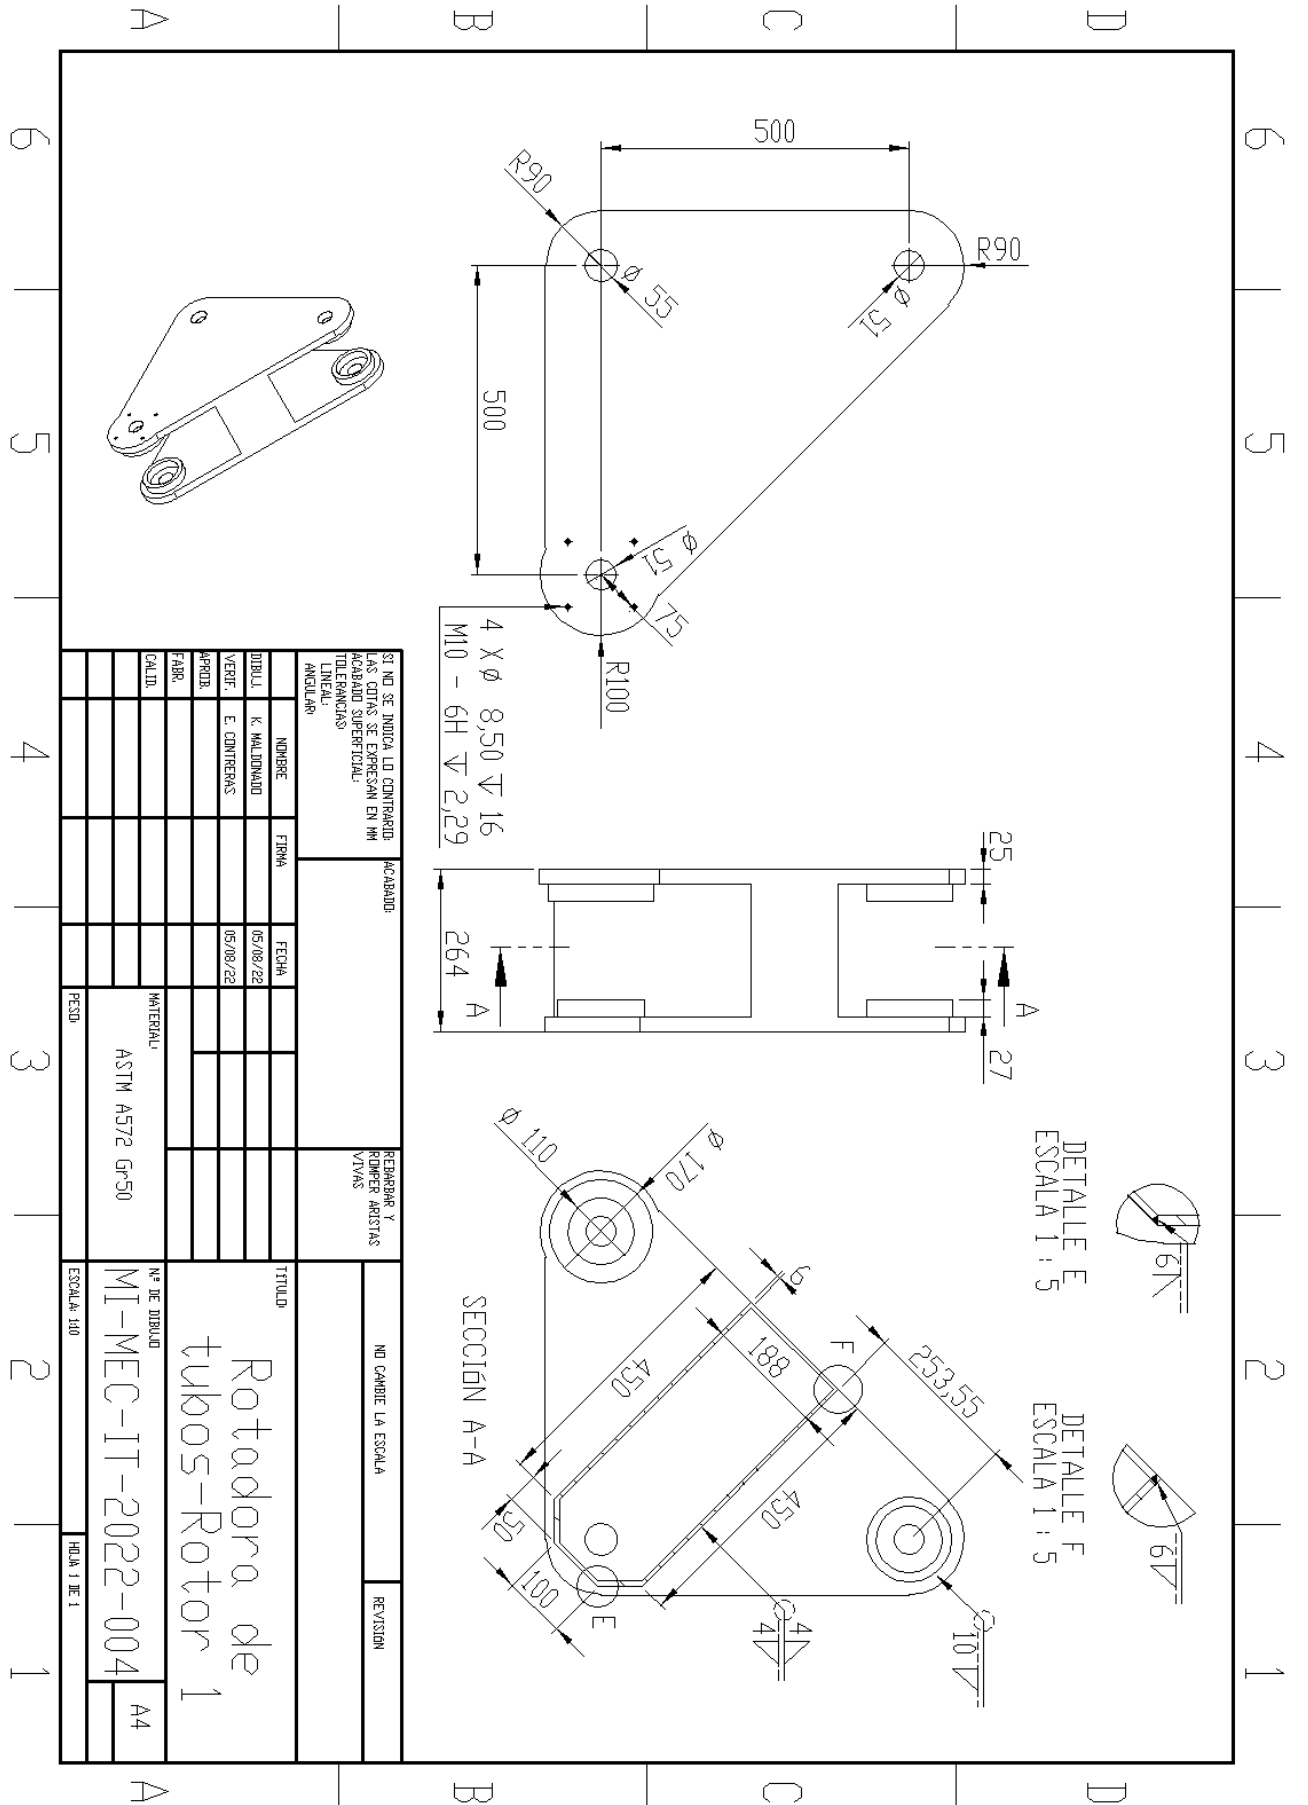 6
5
4
3
2
1
D
C
B
A
500
R90
R90
Ø 55
Ø 51
500
Ø 51
75
R100
4 X Ø 8,50 ↧ 16
M10 - 6H ↧ 2,29
25
27
264
A
A
DETALLE E
ESCALA 1 : 5
6
DETALLE F
ESCALA 1 : 5
6
Ø 170
Ø 110
6
188
450
450
253,55
50
100
F
E
4
4
10
SECCIÓN A-A
SI NO SE INDICA LO CONTRARIO:
LAS COTAS SE EXPRESAN EN MM
ACABADO SUPERFICIAL:
TOLERANCIAS:
LINEAL:
ANGULAR:
ACABADO:
REBARBAR Y
ROMPER ARISTAS
VIVAS
NO CAMBIE LA ESCALA
REVISIÓN
NOMBRE
FIRMA
FECHA
DIBUJ.
K. MALDONADO
05/08/22
VERIF.
E. CONTRERAS
05/08/22
APROB.
FABR.
CALID.
TÍTULO:
Rotadora de
tubos-Rotor 1
MATERIAL:
ASTM A572 Gr50
N.º DE DIBUJO
MI-MEC-IT-2022-004
A4
PESO:
ESCALA: 1:10
HOJA 1 DE 1
6
5
4
3
2
1
D
C
B
A